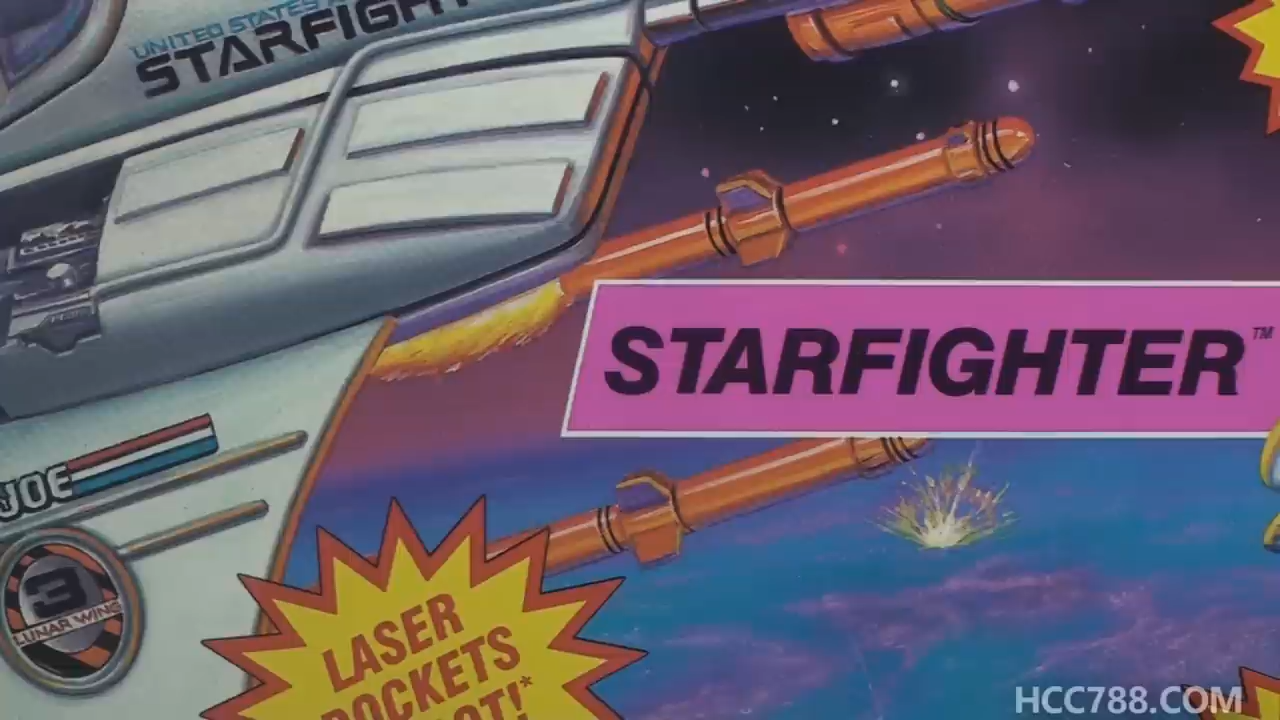 UNITED STATES
STARFIGHT
STARFIGHTER™
JOE
3
LUNAR WING
LASER
ROCKETS
HCC788.COM